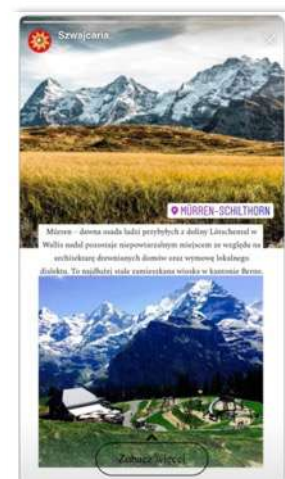 Szwajcaria
MÜRREN-SCHILTHORN
Mürren - dawna osada ludzi przybyłych z doliny Lötschental w
Wallis nadal pozostaje niepowtarzalnym miejscem ze względu na
architekturę drewnianych domów oraz wymowę lokalnego
dialektu. To najdłużej stale zamieszkana wioska w kantonie Berno.
Zobacz więcej